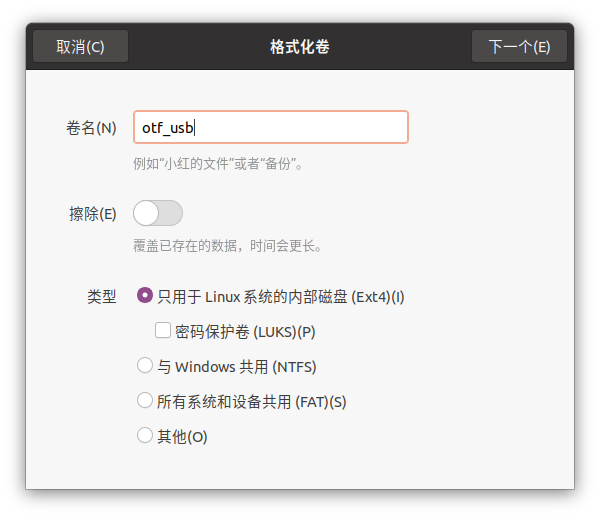 取消(C) 格式化卷 下一个(E)
卷名(N) otf_usb
例如“小红的文件”或者“备份”。
擦除(E)
覆盖已存在的数据，时间会更长。
类型 只用于 Linux 系统的内部磁盘 (Ext4)(I)
密码保护卷 (LUKS)(P)
与 Windows 共用 (NTFS)
所有系统和设备共用 (FAT)(S)
其他(O)